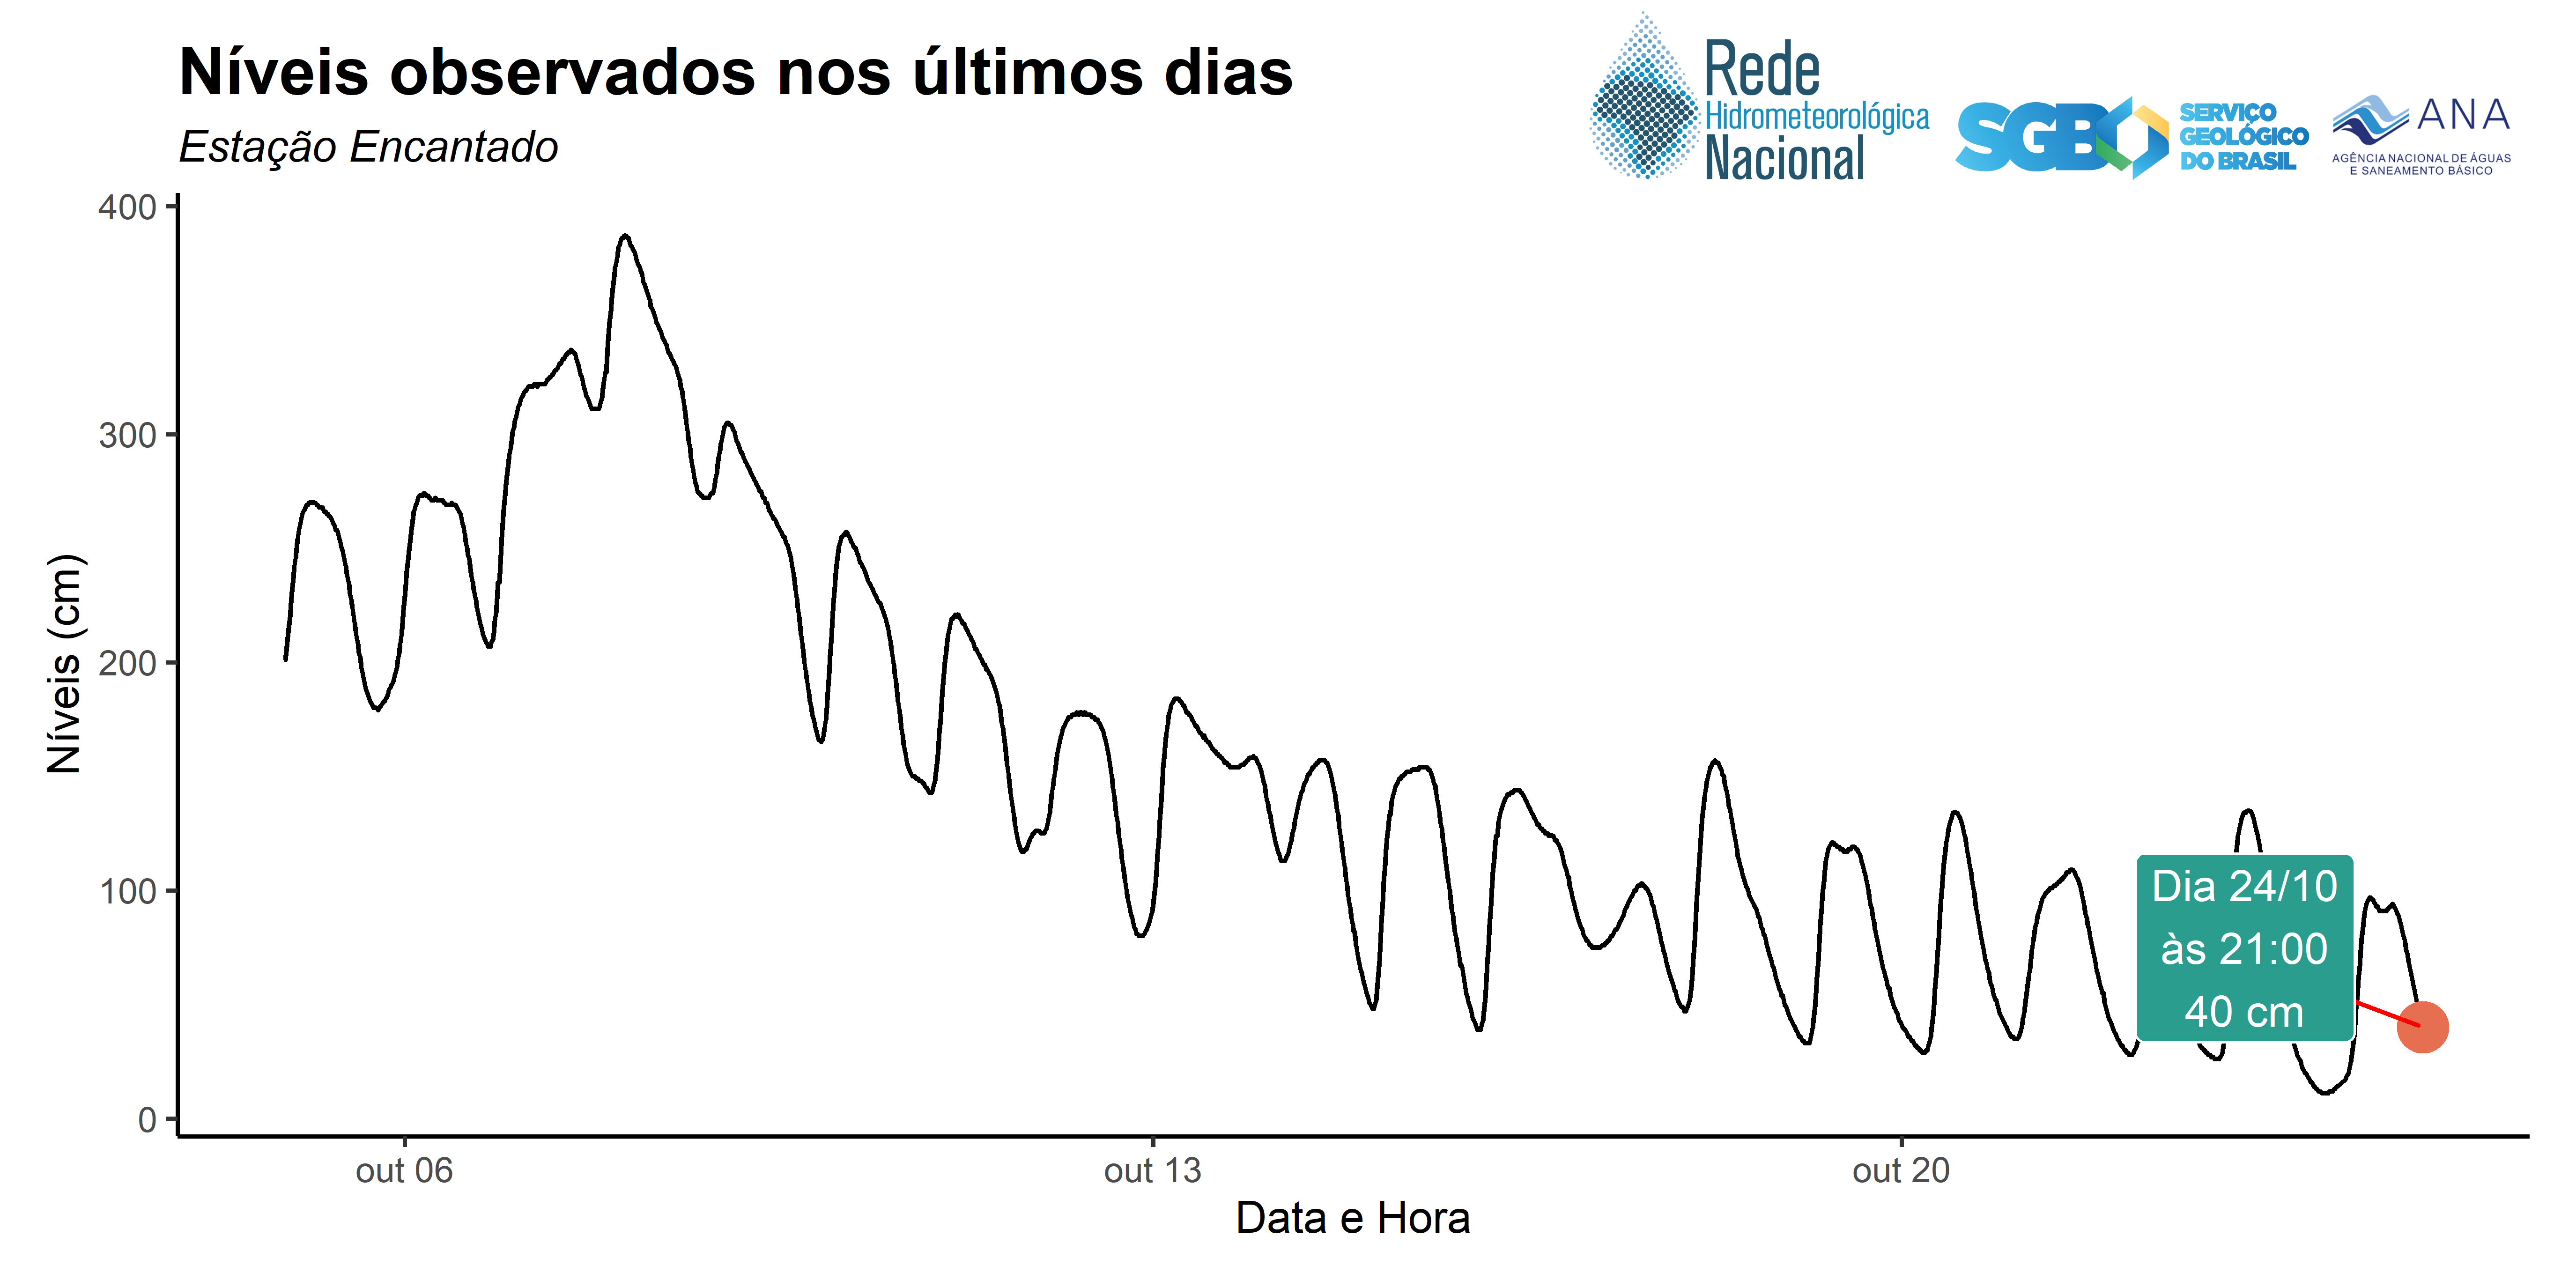 Níveis observados nos últimos dias
Estação Encantado
Rede
Hidrometeorológica
Nacional
SGB
SERVIÇO
GEOLÓGICO
DO BRASIL
ANA
AGÊNCIA NACIONAL DE ÁGUAS
E SANEAMENTO BÁSICO
Níveis (cm)
400
300
200
100
0
Dia 24/10
às 21:00
40 cm
out 06
out 13
out 20
Data e Hora